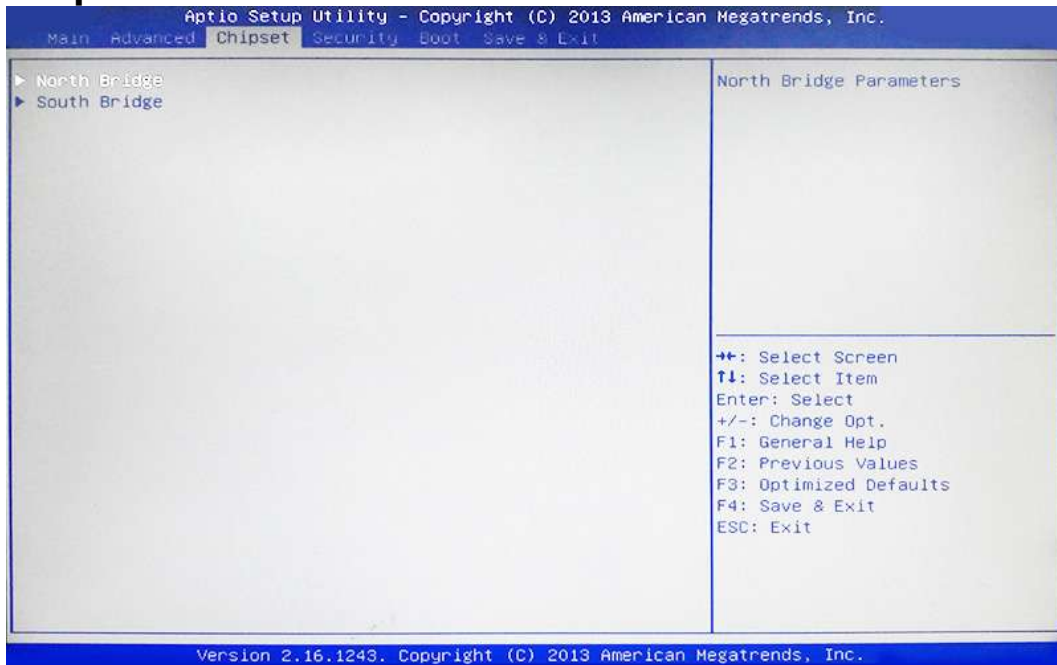 Aptio Setup Utility - Copyright (C) 2013 American Megatrends, Inc.
Main Advanced Chipset Security Boot Save & Exit
► North Bridge
► South Bridge
North Bridge Parameters
→←: Select Screen
↑↓: Select Item
Enter: Select
+/-: Change Opt.
F1: General Help
F2: Previous Values
F3: Optimized Defaults
F4: Save & Exit
ESC: Exit
Version 2.16.1243. Copyright (C) 2013 American Megatrends, Inc.